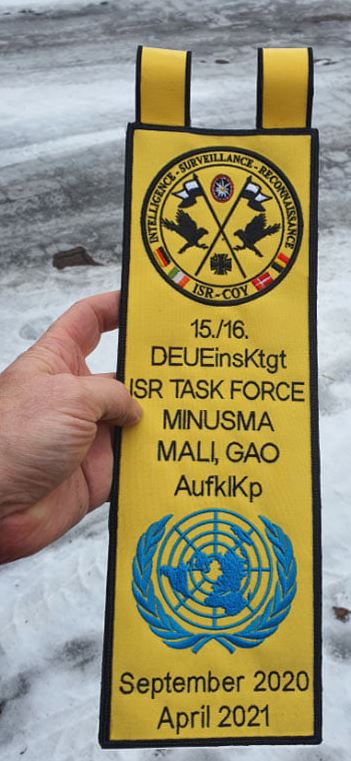 INTELLIGENCE - SURVEILLANCE - RECONNAISSANCE
ISR - COY
15./16.
DEUEinsKtgt
ISR TASK FORCE
MINUSMA
MALI, GAO
AufklKp
September 2020
April 2021